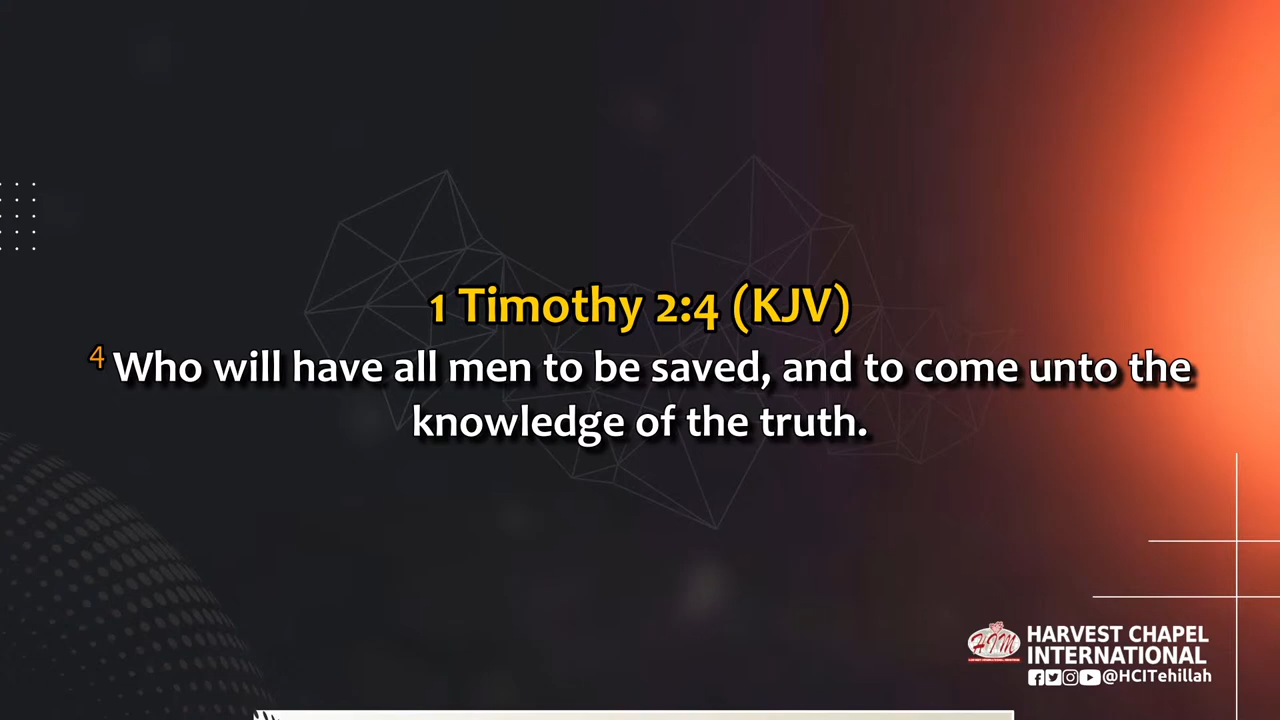 1 Timothy 2:4 (KJV)
4 Who will have all men to be saved, and to come unto the
knowledge of the truth.
HIM
HARVEST CHAPEL
INTERNATIONAL
@HCITehillah